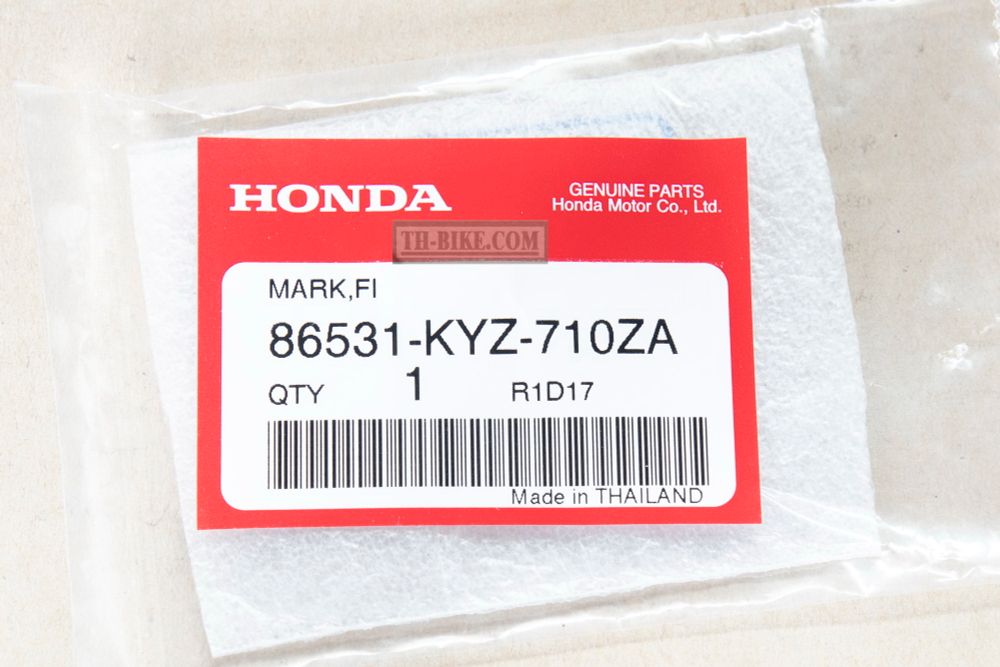 HONDA
GENUINE PARTS
Honda Motor Co., Ltd.
TH-BIKE.COM
MARK,FI
86531-KYZ-710ZA
QTY 1 R1D17
Made in THAILAND